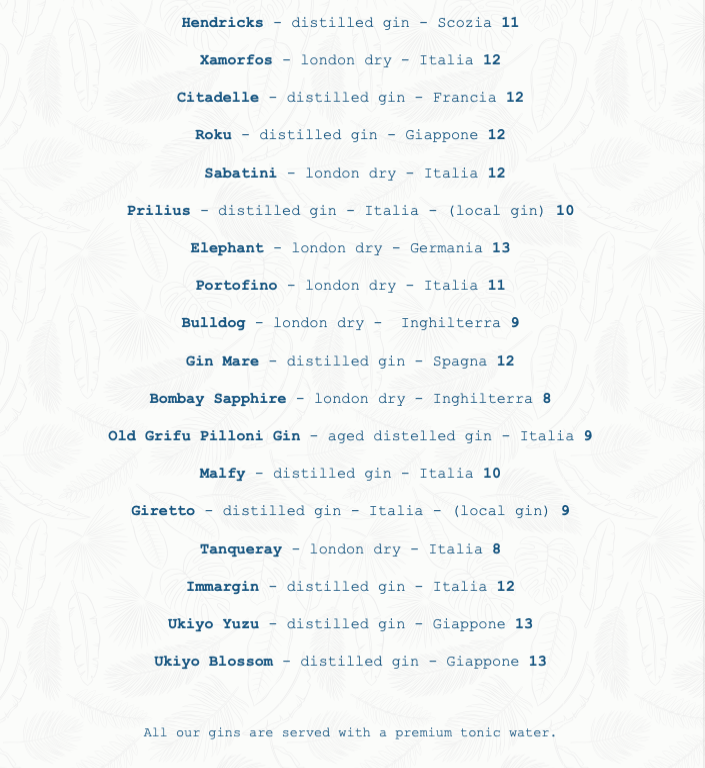 Hendricks - distilled gin - Scozia 11
Xamorfos - london dry - Italia 12
Citadelle - distilled gin - Francia 12
Roku - distilled gin - Giappone 12
Sabatini - london dry - Italia 12
Prilius - distilled gin - Italia - (local gin) 10
Elephant - london dry - Germania 13
Portofino - london dry - Italia 11
Bulldog - london dry - Inghilterra 9
Gin Mare - distilled gin - Spagna 12
Bombay Sapphire - london dry - Inghilterra 8
Old Grifu Pilloni Gin - aged distelled gin - Italia 9
Malfy - distilled gin - Italia 10
Giretto - distilled gin - Italia - (local gin) 9
Tanqueray - london dry - Italia 8
Immargin - distilled gin - Italia 12
Ukiyo Yuzu - distilled gin - Giappone 13
Ukiyo Blossom - distilled gin - Giappone 13
All our gins are served with a premium tonic water.